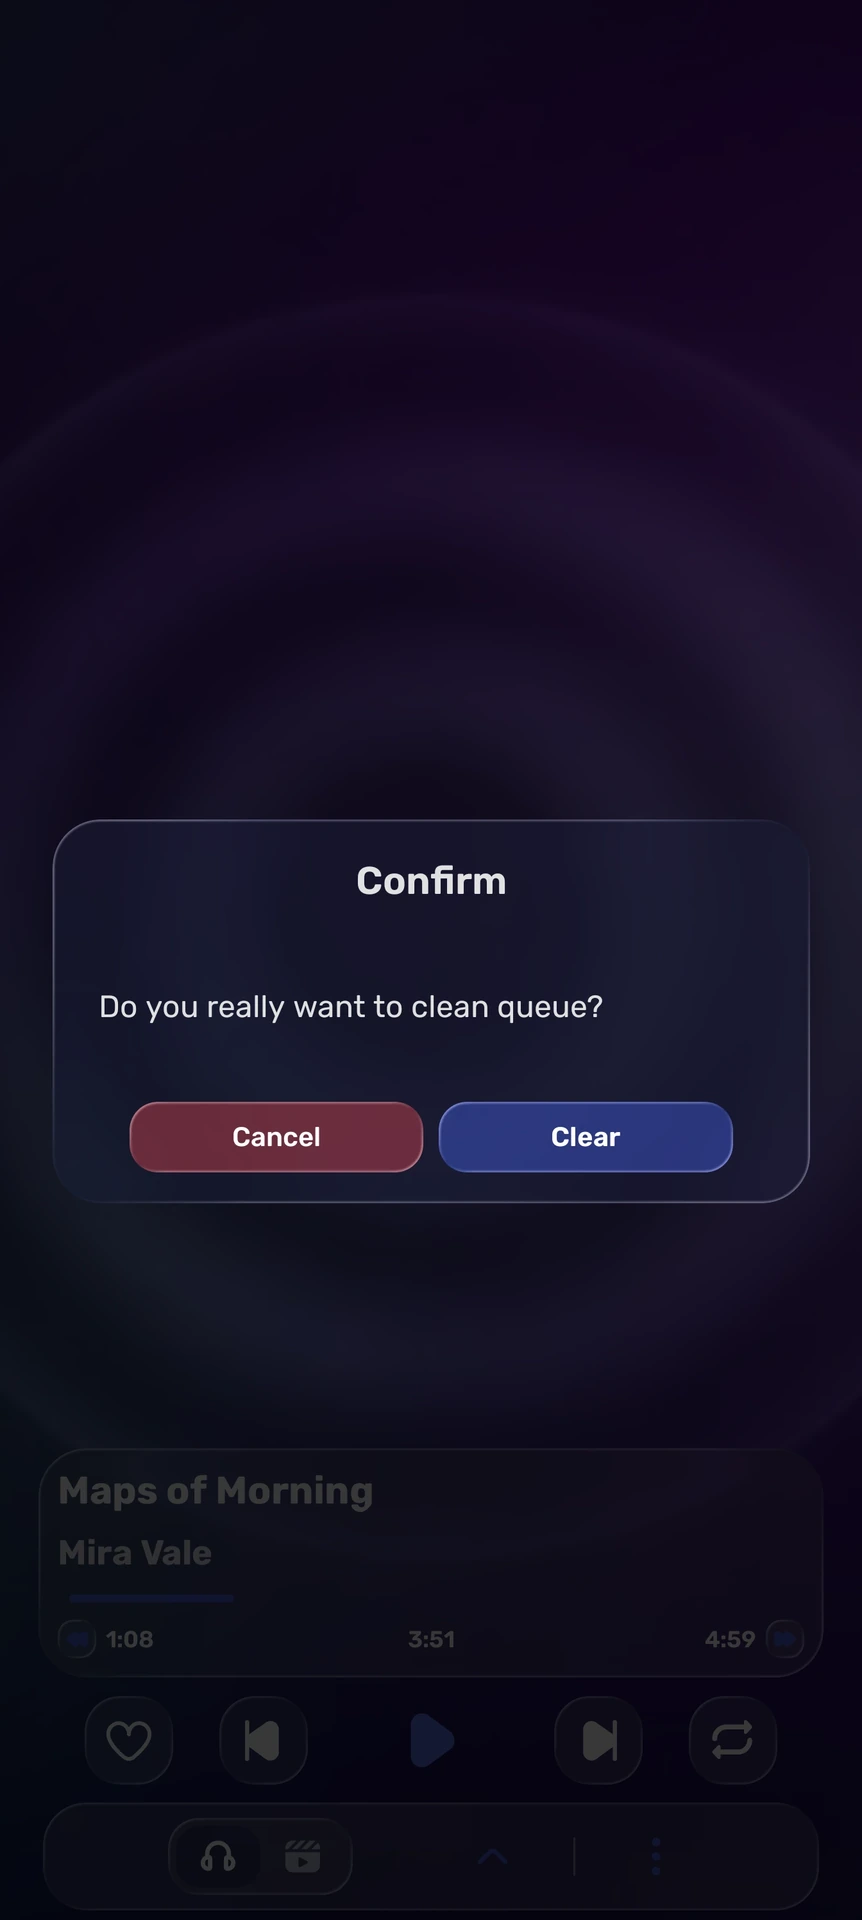 Confirm
Do you really want to clean queue?
Cancel Clear
Maps of Morning
Mira Vale
1:08 3:51 4:59